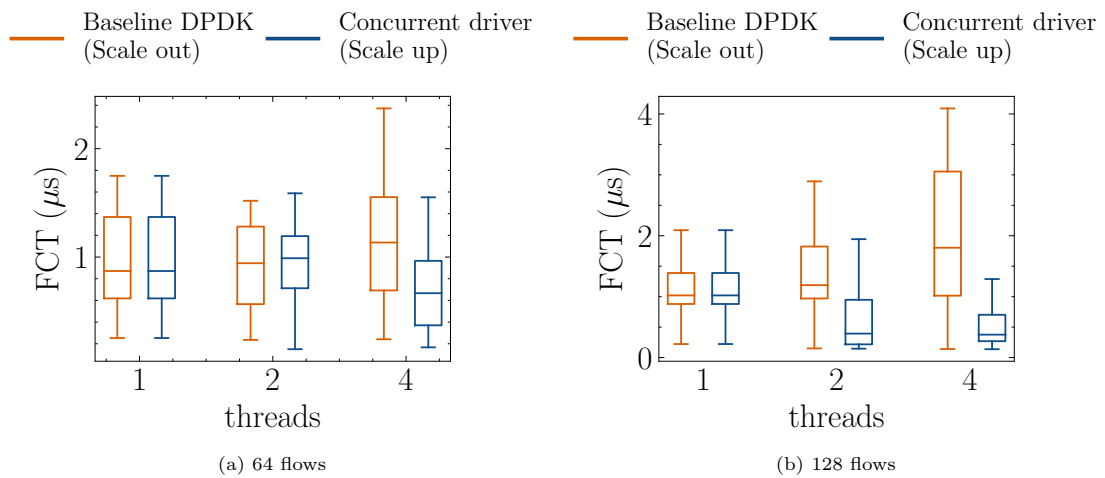 Baseline DPDK
(Scale out)
Concurrent driver
(Scale up)
FCT (μs)
2
1
1
2
4
threads
(a) 64 flows
Baseline DPDK
(Scale out)
Concurrent driver
(Scale up)
FCT (μs)
4
2
0
1
2
4
threads
(b) 128 flows